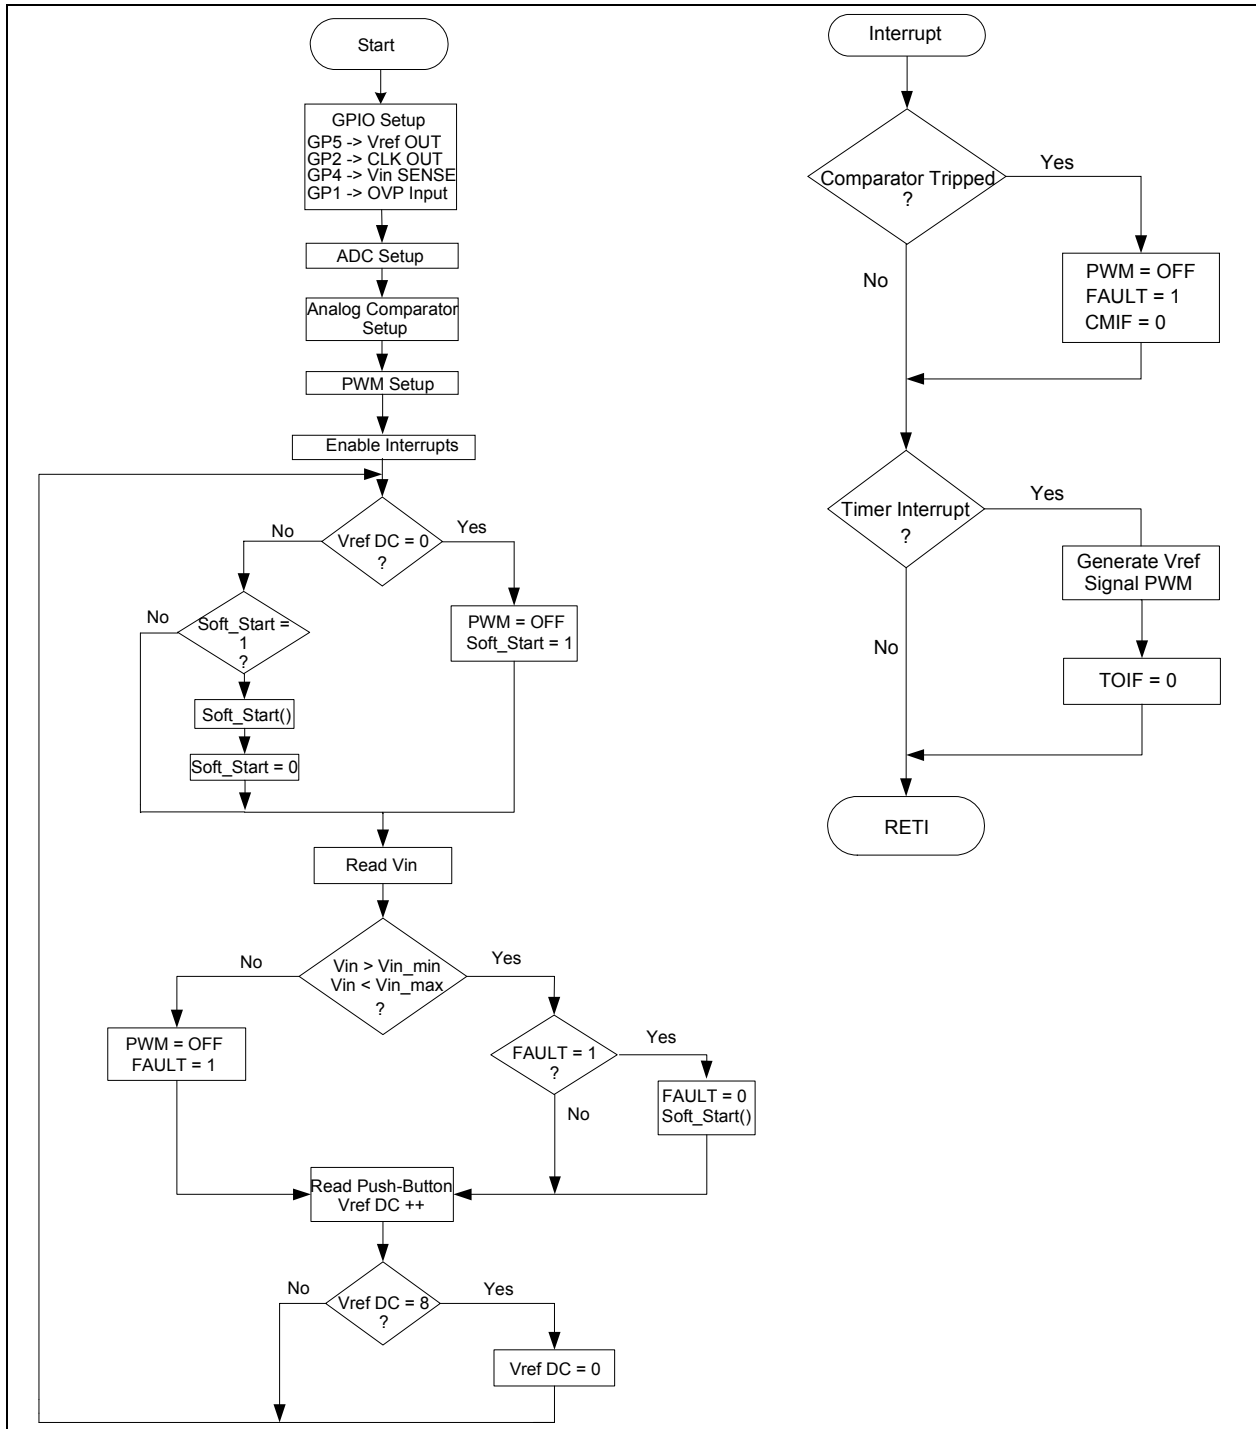 Start
GPIO Setup
GP5 -> Vref OUT
GP2 -> CLK OUT
GP4 -> Vin SENSE
GP1 -> OVP Input
ADC Setup
Analog Comparator
Setup
PWM Setup
Enable Interrupts
Vref DC = 0
?
No
Yes
Soft_Start =
1
?
No
PWM = OFF
Soft_Start = 1
Soft_Start()
Soft_Start = 0
Read Vin
Vin > Vin_min
Vin < Vin_max
?
No
Yes
PWM = OFF
FAULT = 1
FAULT = 1
?
Yes
No
FAULT = 0
Soft_Start()
Read Push-Button
Vref DC ++
Vref DC = 8
?
No
Yes
Vref DC = 0
Interrupt
Comparator Tripped
?
Yes
No
PWM = OFF
FAULT = 1
CMIF = 0
Timer Interrupt
?
Yes
No
Generate Vref
Signal PWM
TOIF = 0
RETI